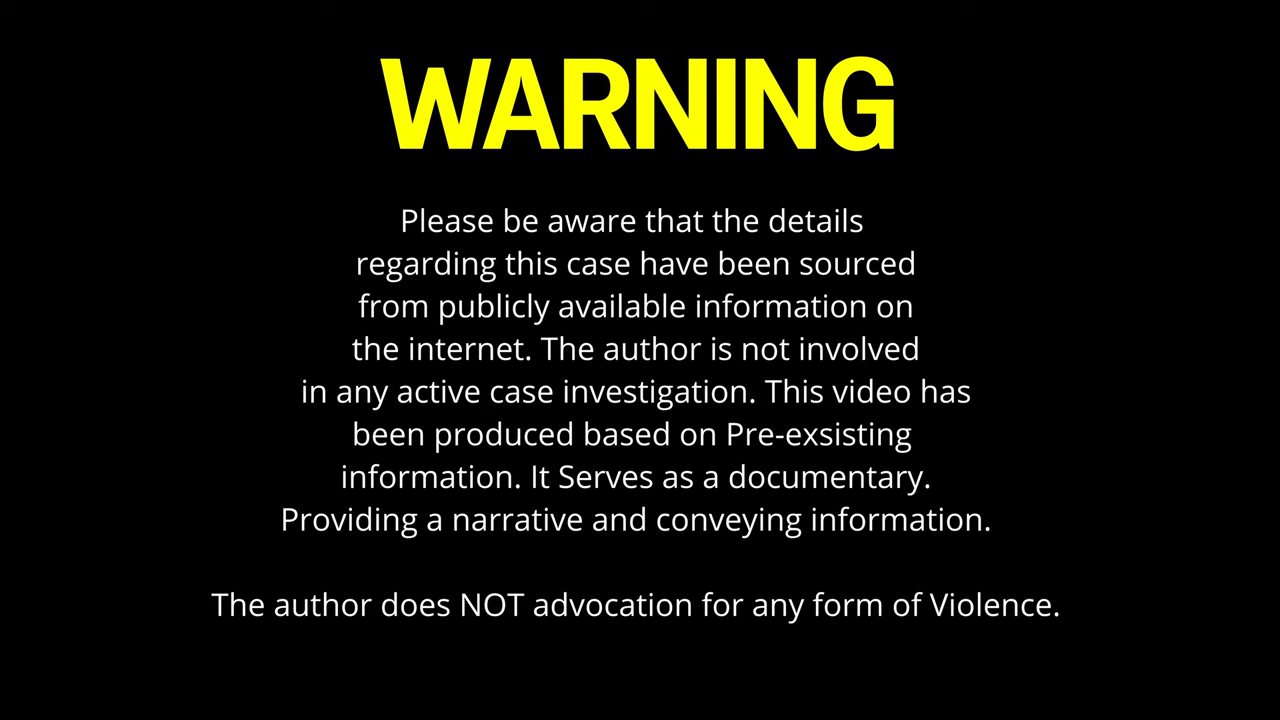 WARNING
Please be aware that the details
regarding this case have been sourced
from publicly available information on
the internet. The author is not involved
in any active case investigation. This video has
been produced based on Pre-exsisting
information. It Serves as a documentary.
Providing a narrative and conveying information.
The author does NOT advocation for any form of Violence.